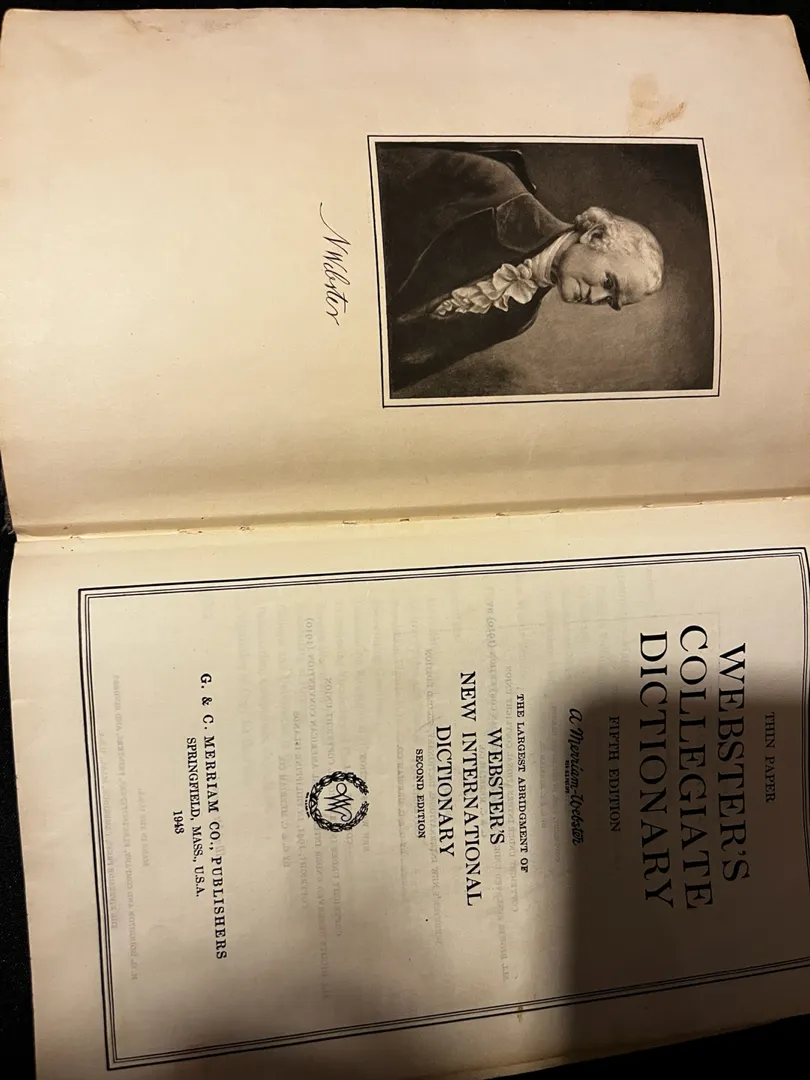 N Webster
THIN PAPER
WEBSTER'S
COLLEGIATE
DICTIONARY
FIFTH EDITION
a Merriam-Webster
THE LARGEST ABRIDGMENT OF
WEBSTER'S
NEW INTERNATIONAL
DICTIONARY
SECOND EDITION
G. & C. MERRIAM CO., PUBLISHERS
SPRINGFIELD, MASS., U.S.A.
1943